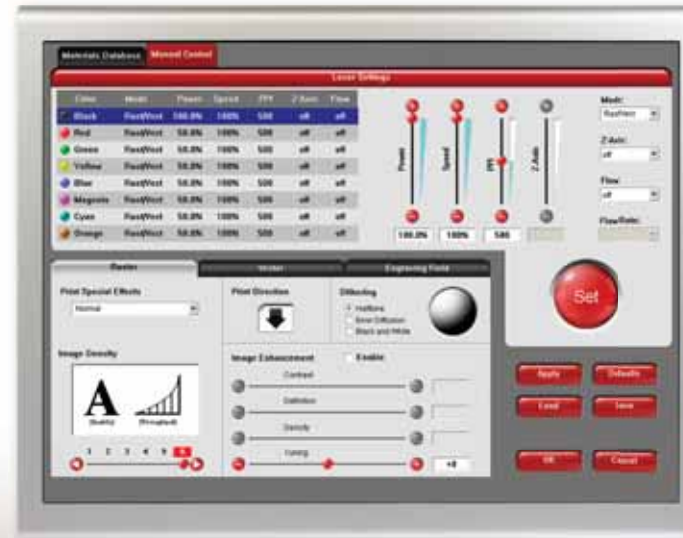 Materials Database Manual Control
Laser Settings
Color Mode Power Speed PPI Z-Axis Flow
Black Rast/Vect 100.0% 100% 500 off off
Red Rast/Vect 50.0% 100% 500 off off
Green Rast/Vect 50.0% 100% 500 off off
Yellow Rast/Vect 50.0% 100% 500 off off
Blue Rast/Vect 50.0% 100% 500 off off
Magenta Rast/Vect 50.0% 100% 500 off off
Cyan Rast/Vect 50.0% 100% 500 off off
Orange Rast/Vect 50.0% 100% 500 off off
Power
Speed
PPI
Z-Axis
100.0% 100% 500
Mode:
Rast/Vect
Z-Axis:
off
Flow:
off
FlowRate:
Set
Raster Vector Engraving Field
Print Special Effects
Normal
Print Direction
Dithering
Halftone
Error Diffusion
Black and White
Image Density
A
(Quality) (Throughput)
1 2 3 4 5 6
Image Enhancement Enable
Contrast
Definition
Density
Tuning
+0
Apply Defaults
Load Save
OK Cancel